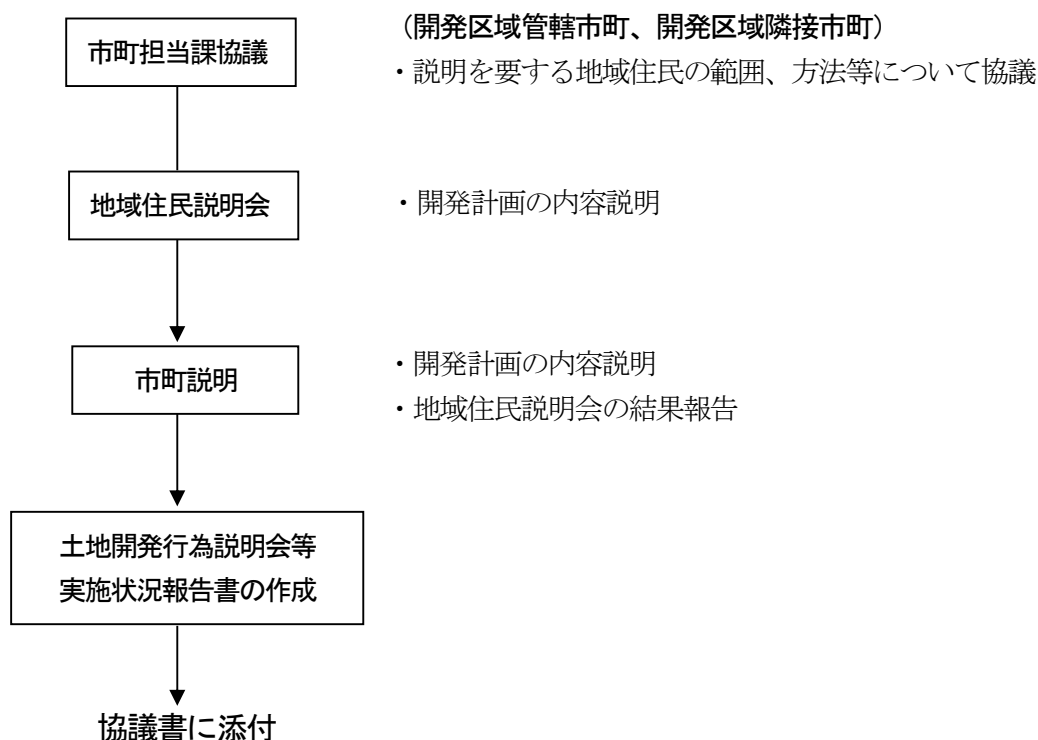 市町担当課協議
（開発区域管轄市町、開発区域隣接市町）
・説明を要する地域住民の範囲、方法等について協議
地域住民説明会
・開発計画の内容説明
市町説明
・開発計画の内容説明
・地域住民説明会の結果報告
土地開発行為説明会等
実施状況報告書の作成
協議書に添付